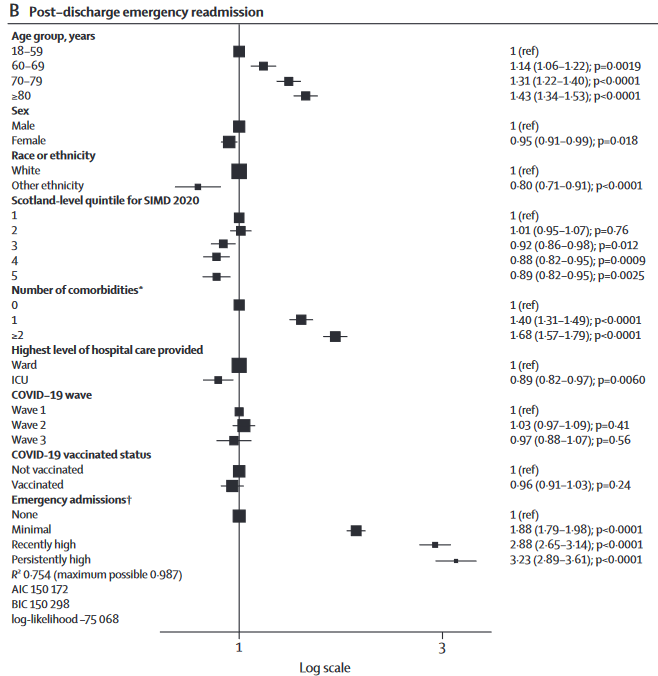 B Post–discharge emergency readmission
Age group, years
18–59 1 (ref)
60–69 1·14 (1·06–1·22); p=0·0019
70–79 1·31 (1·22–1·40); p<0·0001
≥80 1·43 (1·34–1·53); p<0·0001
Sex
Male 1 (ref)
Female 0·95 (0·91–0·99); p=0·018
Race or ethnicity
White 1 (ref)
Other ethnicity 0·80 (0·71–0·91); p<0·0001
Scotland-level quintile for SIMD 2020
1 1 (ref)
2 1·01 (0·95–1·07); p=0·76
3 0·92 (0·86–0·98); p=0·012
4 0·88 (0·82–0·95); p=0·0009
5 0·89 (0·82–0·95); p=0·0025
Number of comorbidities*
0 1 (ref)
1 1·40 (1·31–1·49); p<0·0001
≥2 1·68 (1·57–1·79); p<0·0001
Highest level of hospital care provided
Ward 1 (ref)
ICU 0·89 (0·82–0·97); p=0·0060
COVID–19 wave
Wave 1 1 (ref)
Wave 2 1·03 (0·97–1·09); p=0·41
Wave 3 0·97 (0·88–1·07); p=0·56
COVID-19 vaccinated status
Not vaccinated 1 (ref)
Vaccinated 0·96 (0·91–1·03); p=0·24
Emergency admissions†
None 1 (ref)
Minimal 1·88 (1·79–1·98); p<0·0001
Recently high 2·88 (2·65–3·14); p<0·0001
Persistently high 3·23 (2·89–3·61); p<0·0001
R² 0·754 (maximum possible 0·987)
AIC 150 172
BIC 150 298
log-likelihood –75 068
1 3
Log scale